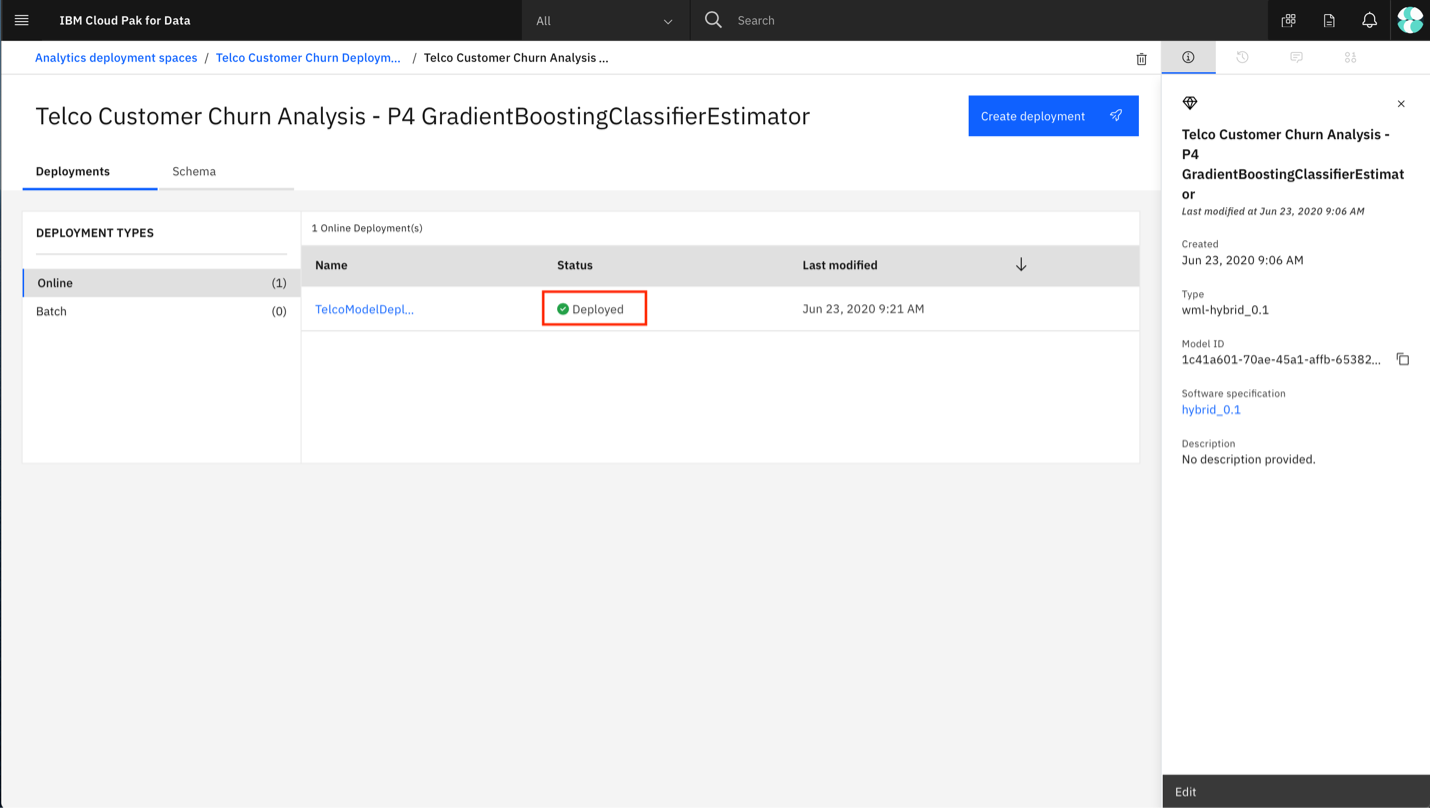 IBM Cloud Pak for Data
All
Search
Analytics deployment spaces / Telco Customer Churn Deploym... / Telco Customer Churn Analysis ...
Telco Customer Churn Analysis - P4 GradientBoostingClassifierEstimator
Create deployment
Deployments
Schema
DEPLOYMENT TYPES
Online (1)
Batch (0)
1 Online Deployment(s)
Name Status Last modified
TelcoModelDepl... Deployed Jun 23, 2020 9:21 AM
Telco Customer Churn Analysis -
P4
GradientBoostingClassifierEstimat
or
Last modified at Jun 23, 2020 9:06 AM
Created
Jun 23, 2020 9:06 AM
Type
wml-hybrid_0.1
Model ID
1c41a601-70ae-45a1-affb-65382...
Software specification
hybrid_0.1
Description
No description provided.
Edit